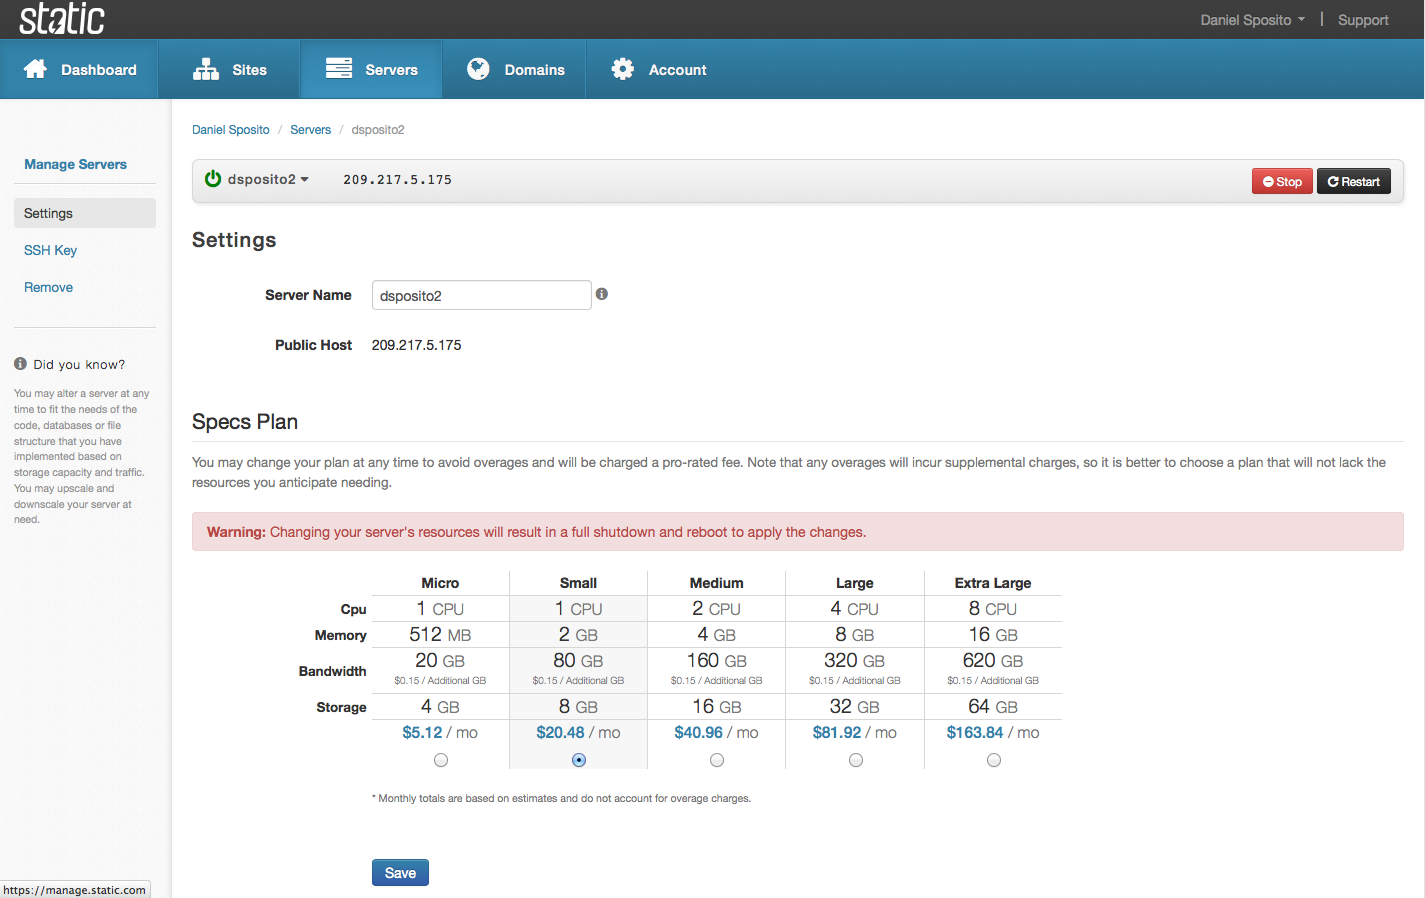 static
Daniel Sposito | Support
Dashboard Sites Servers Domains Account
Daniel Sposito / Servers / dsposito2
Manage Servers
Settings
SSH Key
Remove
Did you know?
You may alter a server at any
time to fit the needs of the
code, databases or file
structure that you have
implemented based on
storage capacity and traffic.
You may upscale and
downscale your server at
need.
dsposito2 209.217.5.175 Stop Restart
Settings
Server Name dsposito2
Public Host 209.217.5.175
Specs Plan
You may change your plan at any time to avoid overages and will be charged a pro-rated fee. Note that any overages will incur supplemental charges, so it is better to choose a plan that will not lack the
resources you anticipate needing.
Warning: Changing your server's resources will result in a full shutdown and reboot to apply the changes.
Micro Small Medium Large Extra Large
Cpu 1 CPU 1 CPU 2 CPU 4 CPU 8 CPU
Memory 512 MB 2 GB 4 GB 8 GB 16 GB
Bandwidth 20 GB 80 GB 160 GB 320 GB 620 GB
$0.15 / Additional GB $0.15 / Additional GB $0.15 / Additional GB $0.15 / Additional GB $0.15 / Additional GB
Storage 4 GB 8 GB 16 GB 32 GB 64 GB
$5.12 / mo $20.48 / mo $40.96 / mo $81.92 / mo $163.84 / mo
* Monthly totals are based on estimates and do not account for overage charges.
Save
https://manage.static.com